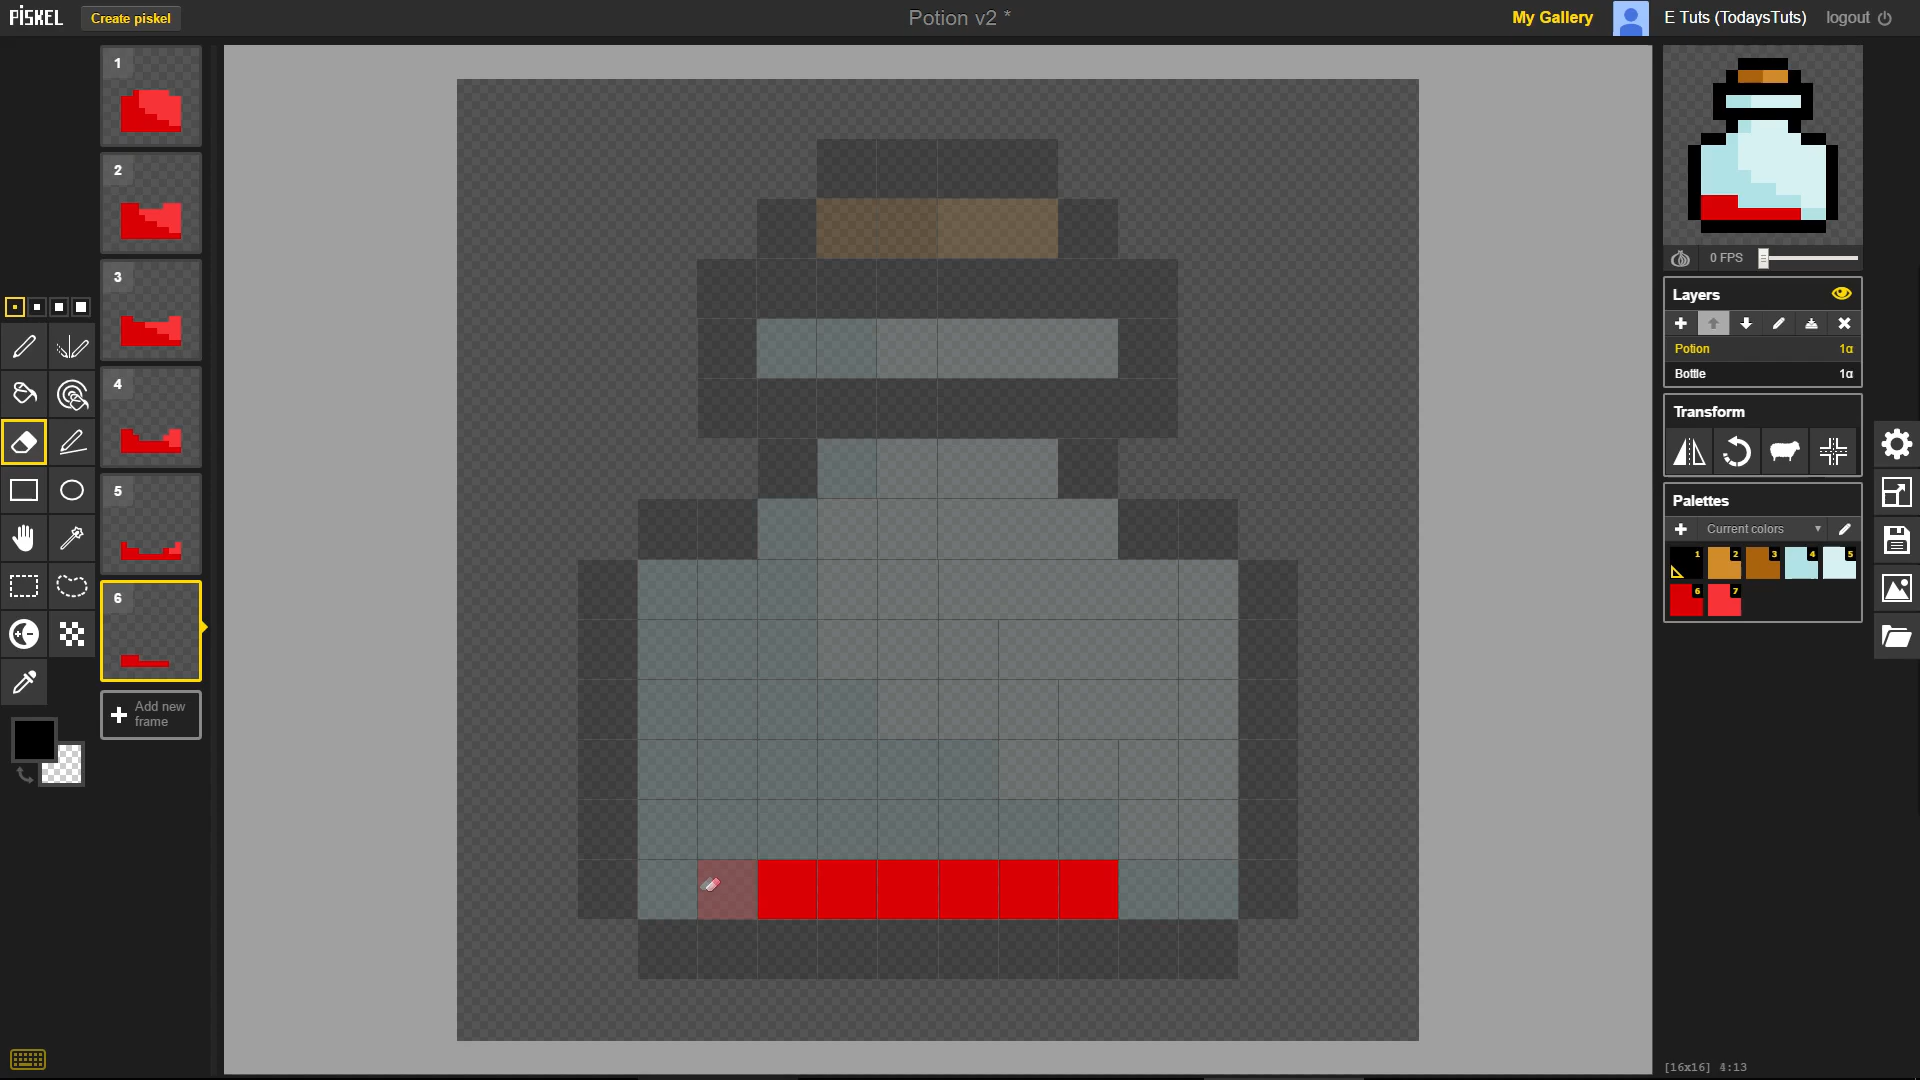 PiSKEL
Create piskel
Potion v2 *
My Gallery
E Tuts (TodaysTuts)
logout
1
2
3
4
5
6
Add new
frame
0 FPS
Layers
Potion 1α
Bottle 1α
Transform
Palettes
Current colors
1 2 3 4 5
6 7
[16x16] 4:13